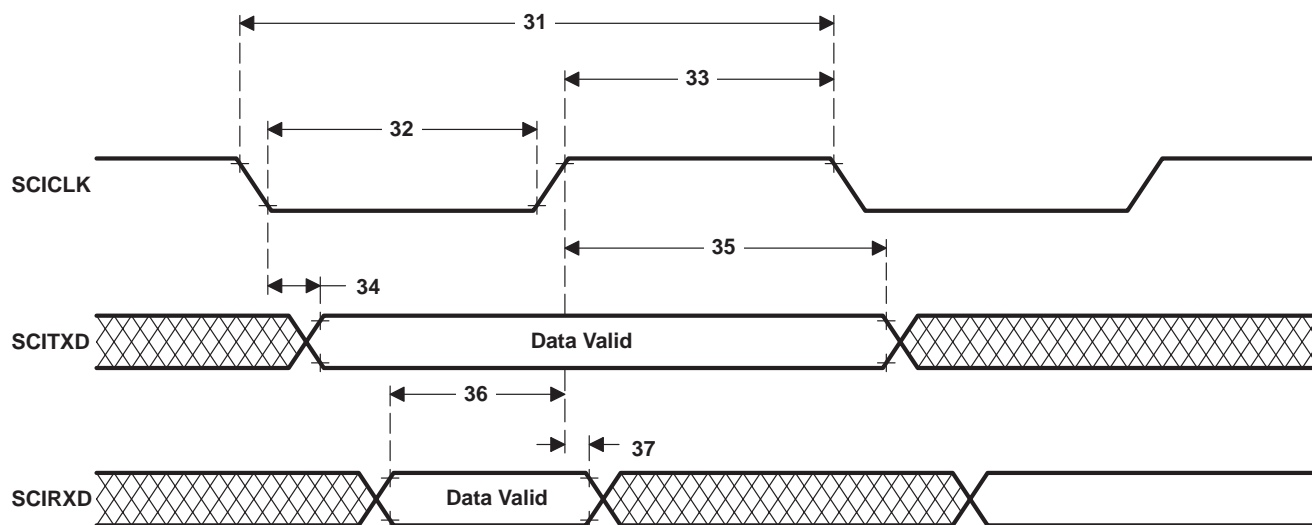 31
33
32
SCICLK
35
34
SCITXD
Data Valid
36
37
SCIRXD
Data Valid